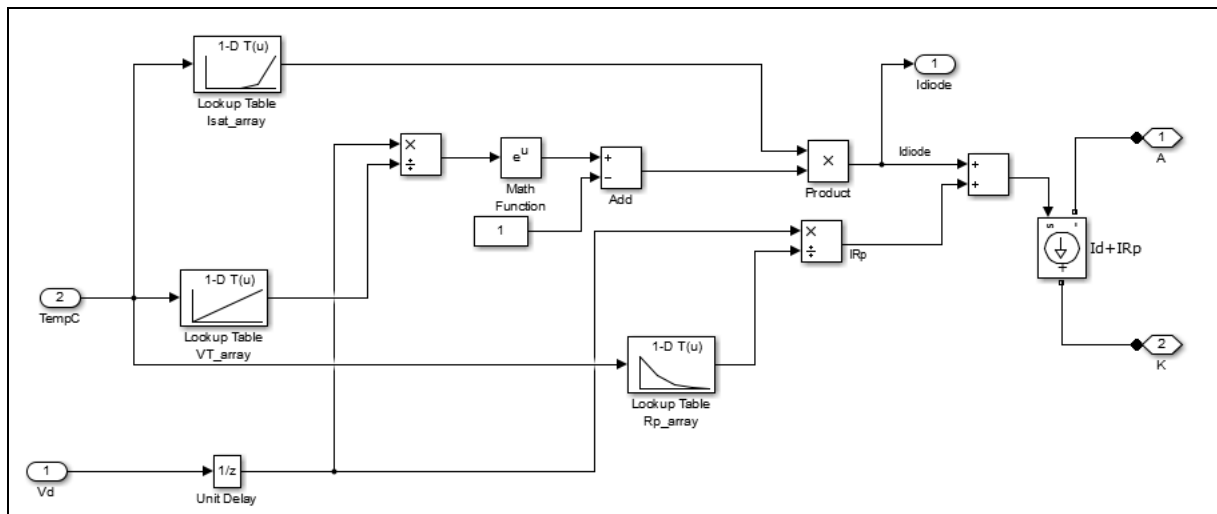 1-D T(u)
Lookup Table
Isat_array
1
Idiode
×
÷
e^u
Math
Function
+
−
Add
1
×
Product
Idiode
+
+
1
A
×
÷
IRp
s
-
+
Id+IRp
2
TempC
1-D T(u)
Lookup Table
VT_array
1-D T(u)
Lookup Table
Rp_array
2
K
1
Vd
1/z
Unit Delay